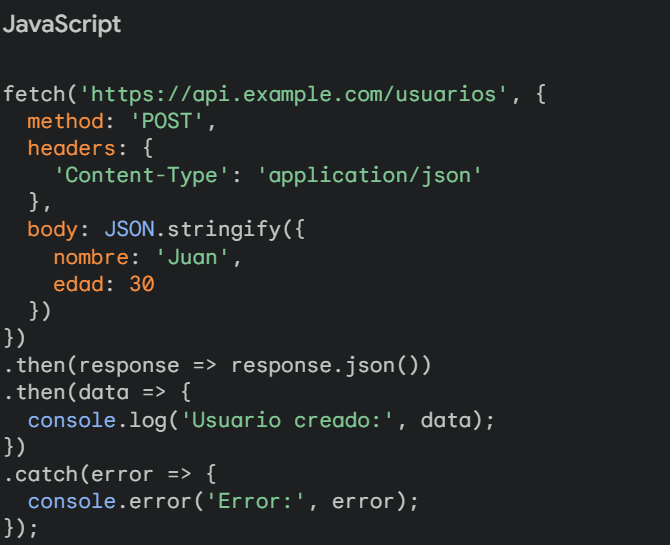 JavaScript
fetch('https://api.example.com/usuarios', {
  method: 'POST',
  headers: {
    'Content-Type': 'application/json'
  },
  body: JSON.stringify({
    nombre: 'Juan',
    edad: 30
  })
})
.then(response => response.json())
.then(data => {
  console.log('Usuario creado:', data);
})
.catch(error => {
  console.error('Error:', error);
});